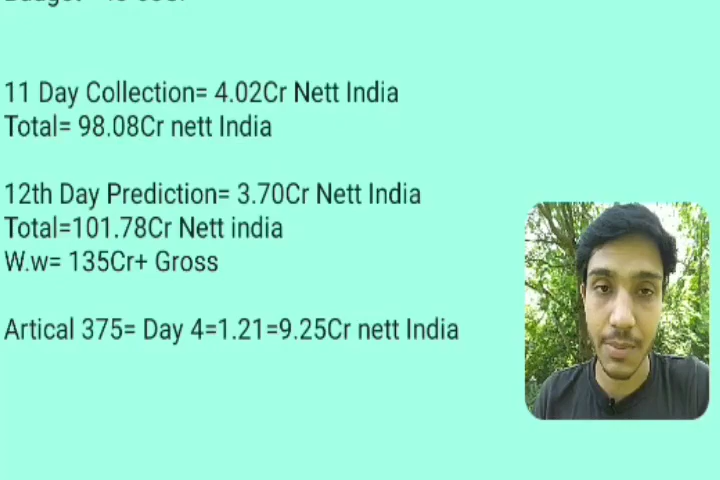 11 Day Collection= 4.02Cr Nett India
Total= 98.08Cr nett India
12th Day Prediction= 3.70Cr Nett India
Total=101.78Cr Nett india
W.w= 135Cr+ Gross
Artical 375= Day 4=1.21=9.25Cr nett India